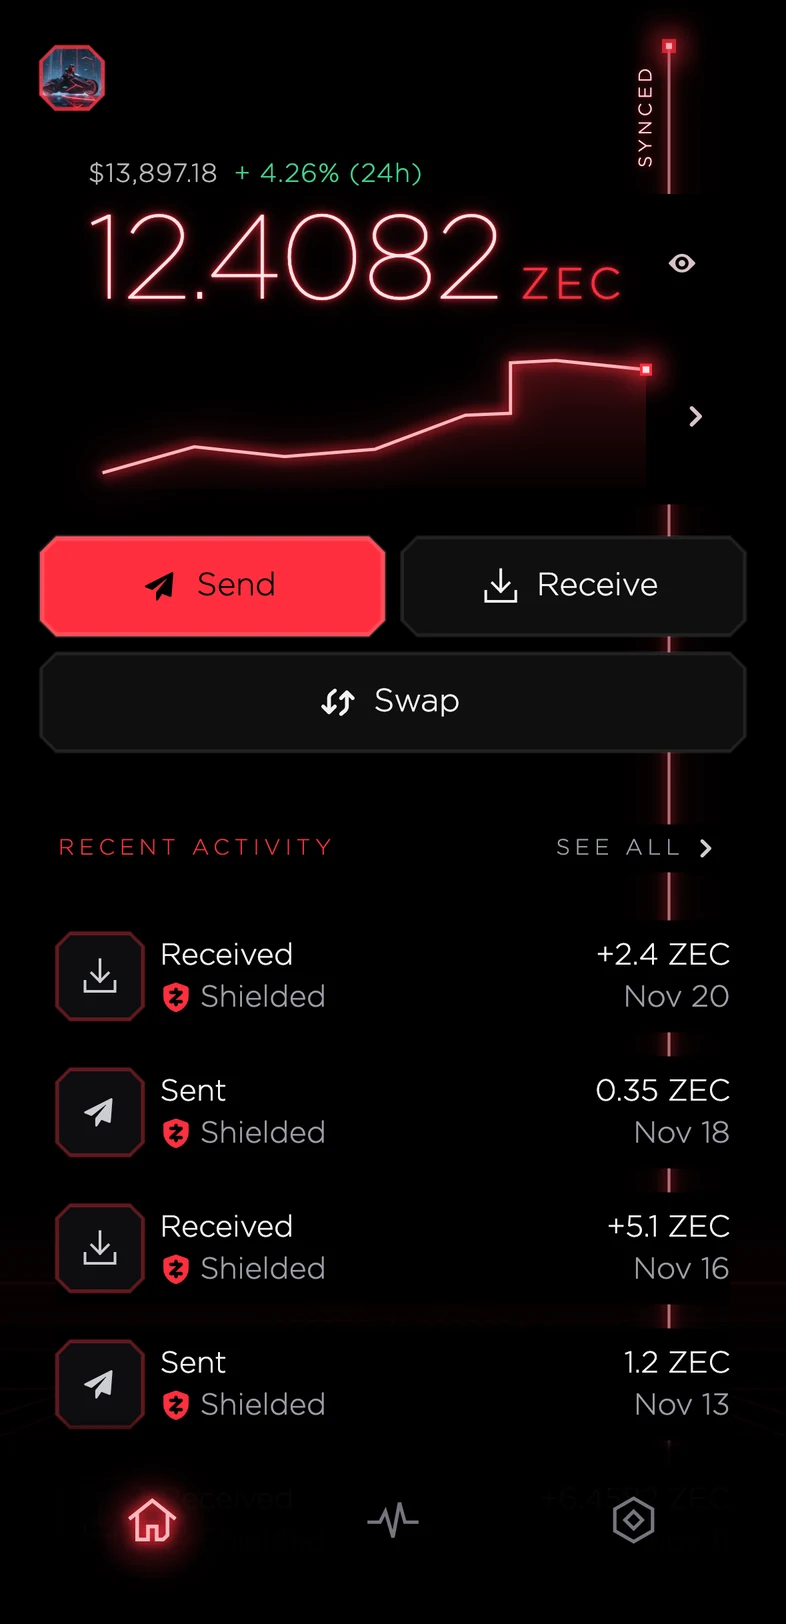 SYNCED
$13,897.18 + 4.26% (24h)
12.4082 ZEC
Send
Receive
Swap
RECENT ACTIVITY
SEE ALL
Received
+2.4 ZEC
Shielded
Nov 20
Sent
0.35 ZEC
Shielded
Nov 18
Received
+5.1 ZEC
Shielded
Nov 16
Sent
1.2 ZEC
Shielded
Nov 13
Received
ZEC